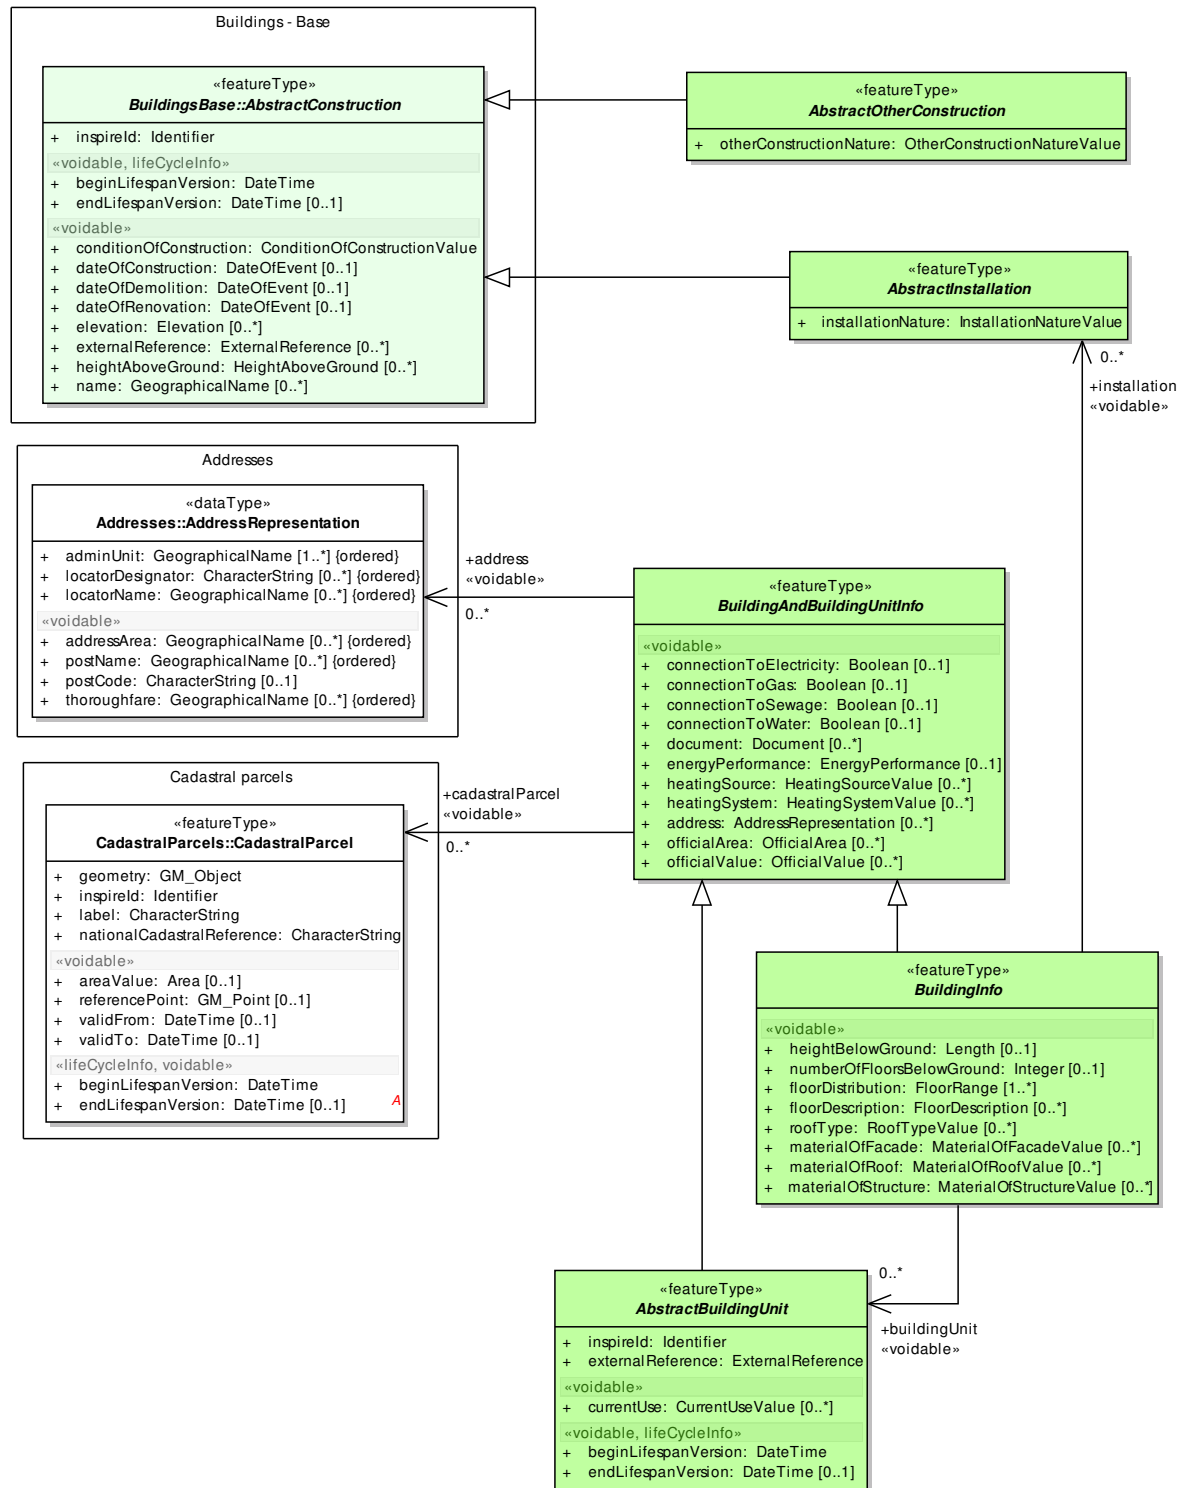 Buildings - Base
«featureType»
BuildingsBase::AbstractConstruction
+ inspireId: Identifier
«voidable, lifeCycleInfo»
+ beginLifespanVersion: DateTime
+ endLifespanVersion: DateTime [0..1]
«voidable»
+ conditionOfConstruction: ConditionOfConstructionValue
+ dateOfConstruction: DateOfEvent [0..1]
+ dateOfDemolition: DateOfEvent [0..1]
+ dateOfRenovation: DateOfEvent [0..1]
+ elevation: Elevation [0..*]
+ externalReference: ExternalReference [0..*]
+ heightAboveGround: HeightAboveGround [0..*]
+ name: GeographicalName [0..*]
«featureType»
AbstractOtherConstruction
+ otherConstructionNature: OtherConstructionNatureValue
«featureType»
AbstractInstallation
+ installationNature: InstallationNatureValue
0..*
+installation
«voidable»
Addresses
«dataType»
Addresses::AddressRepresentation
+ adminUnit: GeographicalName [1..*] {ordered}
+ locatorDesignator: CharacterString [0..*] {ordered}
+ locatorName: GeographicalName [0..*] {ordered}
«voidable»
+ addressArea: GeographicalName [0..*] {ordered}
+ postName: GeographicalName [0..*] {ordered}
+ postCode: CharacterString [0..1]
+ thoroughfare: GeographicalName [0..*] {ordered}
+address
«voidable»
0..*
«featureType»
BuildingAndBuildingUnitInfo
«voidable»
+ connectionToElectricity: Boolean [0..1]
+ connectionToGas: Boolean [0..1]
+ connectionToSewage: Boolean [0..1]
+ connectionToWater: Boolean [0..1]
+ document: Document [0..*]
+ energyPerformance: EnergyPerformance [0..1]
+ heatingSource: HeatingSourceValue [0..*]
+ heatingSystem: HeatingSystemValue [0..*]
+ address: AddressRepresentation [0..*]
+ officialArea: OfficialArea [0..*]
+ officialValue: OfficialValue [0..*]
Cadastral parcels
«featureType»
CadastralParcels::CadastralParcel
+ geometry: GM_Object
+ inspireId: Identifier
+ label: CharacterString
+ nationalCadastralReference: CharacterString
«voidable»
+ areaValue: Area [0..1]
+ referencePoint: GM_Point [0..1]
+ validFrom: DateTime [0..1]
+ validTo: DateTime [0..1]
«lifeCycleInfo, voidable»
+ beginLifespanVersion: DateTime
+ endLifespanVersion: DateTime [0..1]
A
+cadastralParcel
«voidable»
0..*
«featureType»
BuildingInfo
«voidable»
+ heightBelowGround: Length [0..1]
+ numberOfFloorsBelowGround: Integer [0..1]
+ floorDistribution: FloorRange [1..*]
+ floorDescription: FloorDescription [0..*]
+ roofType: RoofTypeValue [0..*]
+ materialOfFacade: MaterialOfFacadeValue [0..*]
+ materialOfRoof: MaterialOfRoofValue [0..*]
+ materialOfStructure: MaterialOfStructureValue [0..*]
0..*
+buildingUnit
«voidable»
«featureType»
AbstractBuildingUnit
+ inspireId: Identifier
+ externalReference: ExternalReference
«voidable»
+ currentUse: CurrentUseValue [0..*]
«voidable, lifeCycleInfo»
+ beginLifespanVersion: DateTime
+ endLifespanVersion: DateTime [0..1]